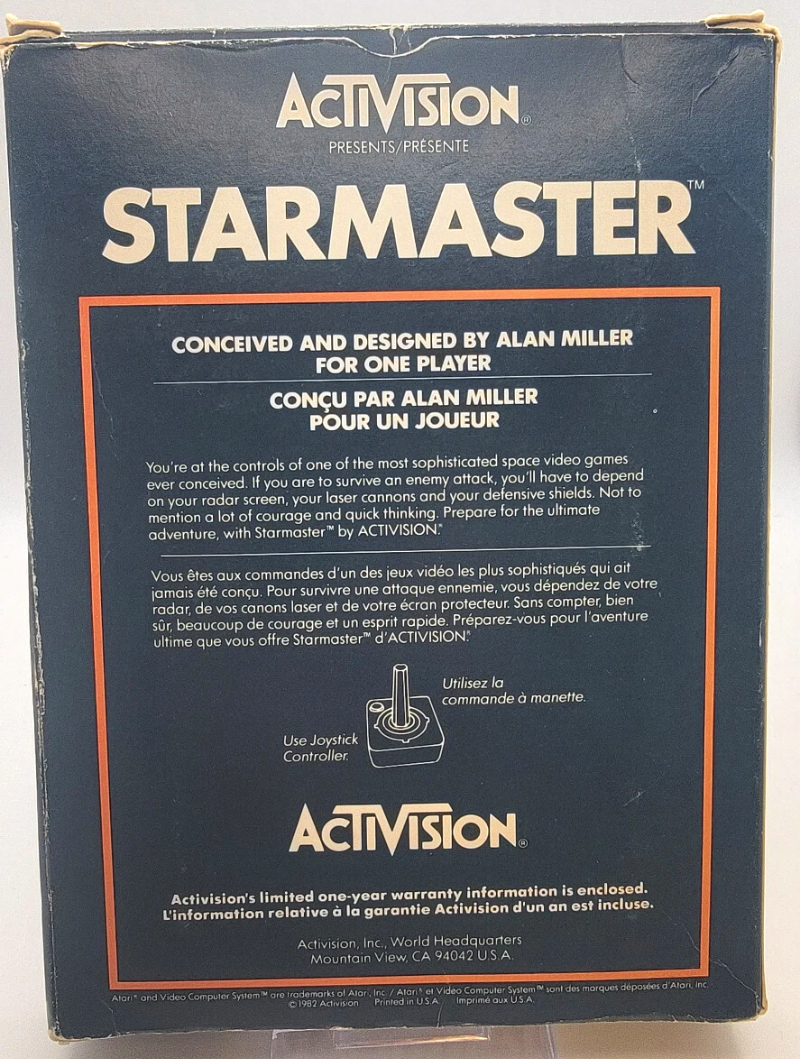 ACTIVISION®
PRESENTS/PRÉSENTE
STARMASTER™
CONCEIVED AND DESIGNED BY ALAN MILLER
FOR ONE PLAYER
CONÇU PAR ALAN MILLER
POUR UN JOUEUR
You're at the controls of one of the most sophisticated space video games
ever conceived. If you are to survive an enemy attack, you'll have to depend
on your radar screen, your laser cannons and your defensive shields. Not to
mention a lot of courage and quick thinking. Prepare for the ultimate
adventure, with Starmaster™ by ACTIVISION®.
Vous êtes aux commandes d'un des jeux vidéo les plus sophistiqués qui ait
jamais été conçu. Pour survivre une attaque ennemie, vous dépendez de votre
radar, de vos canons laser et de votre écran protecteur. Sans compter, bien
sûr, beaucoup de courage et un esprit rapide. Préparez-vous pour l'aventure
ultime que vous offre Starmaster™ d'ACTIVISION®.
Utilisez la
commande à manette.
Use Joystick
Controller.
ACTIVISION®
Activision's limited one-year warranty information is enclosed.
L'information relative à la garantie Activision d'un an est incluse.
Activision, Inc., World Headquarters
Mountain View, CA 94042 U.S.A.
Atari® and Video Computer System™ are trademarks of Atari, Inc. / Atari® et Video Computer System™ sont des marques déposées d'Atari, Inc.
©1982 Activision Printed in U.S.A. Imprimé aux U.S.A.